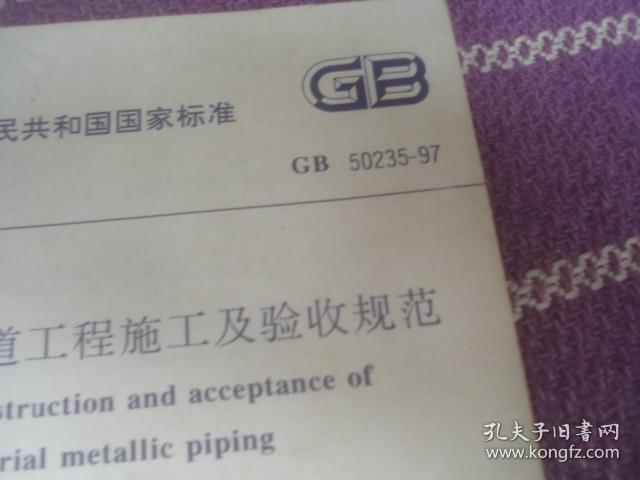 民共和国国家标准
GB
GB 50235-97
道工程施工及验收规范
struction and acceptance of
rial metallic piping
孔夫子旧书网
www.kongfz.com